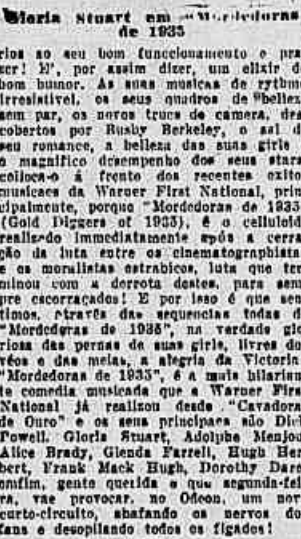 Gloria Stuart em "Mordedoras
de 1935
rios ao seu bom funccionamento e pra
zer! E', por assim dizer, um elixir de
bom humor. As suas musicas de rythmo
irresistivel, os seus quadros de "belleza
sem par, os novos trucs de camera, des
cobertos por Busby Berkeley, o sal do
seu romance, a belleza das suas girls e
o magnifico desempenho dos seus stars
colloca-o á frente dos recentes exitos
musicaes da Warner First National, prin
cipalmente, porque "Mordedoras de 1935"
(Gold Diggers of 1935), é o celluloide
realizado immediatamente após a cerra
ção da luta entre os cinematographistas
e os moralistas estrabicos, luta que ter
minou com a derrota destes, para sem
pre escorraçados! E por isso é que sen
timos, através das sequencias todas de
"Mordedoras de 1935", na verdade glo
riosa das pernas de suas girls, livres dos
véos e das meias, a alegria da Victoria!
"Mordedoras de 1935", é a mais hilarian
te comedia musicada que a Warner First
National já realizou desde "Cavadoras
de Ouro" e os seus principaes são Dick
Powell, Gloria Stuart, Adolphe Menjou,
Alice Brady, Glenda Farrell, Hugh Her
bert, Frank Mack Hugh, Dorothy Dare,
emfim, gente querida e que segunda-fei
ra, vae provocar, no Odeon, um novo
curto-circuito, abafando os nervos dos
fans e desopilando todos os figados!